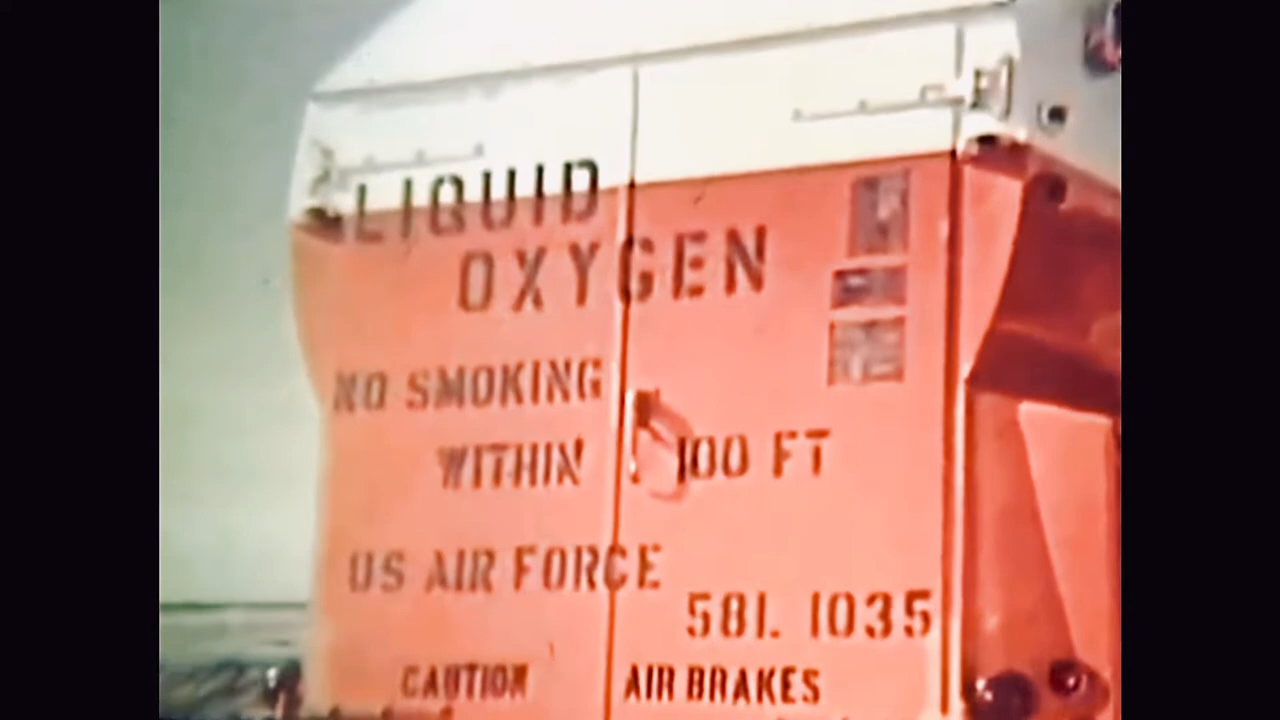 LIQUID
OXYGEN
NO SMOKING
WITHIN 100 FT
US AIR FORCE
581. 1035
CAUTION AIR BRAKES